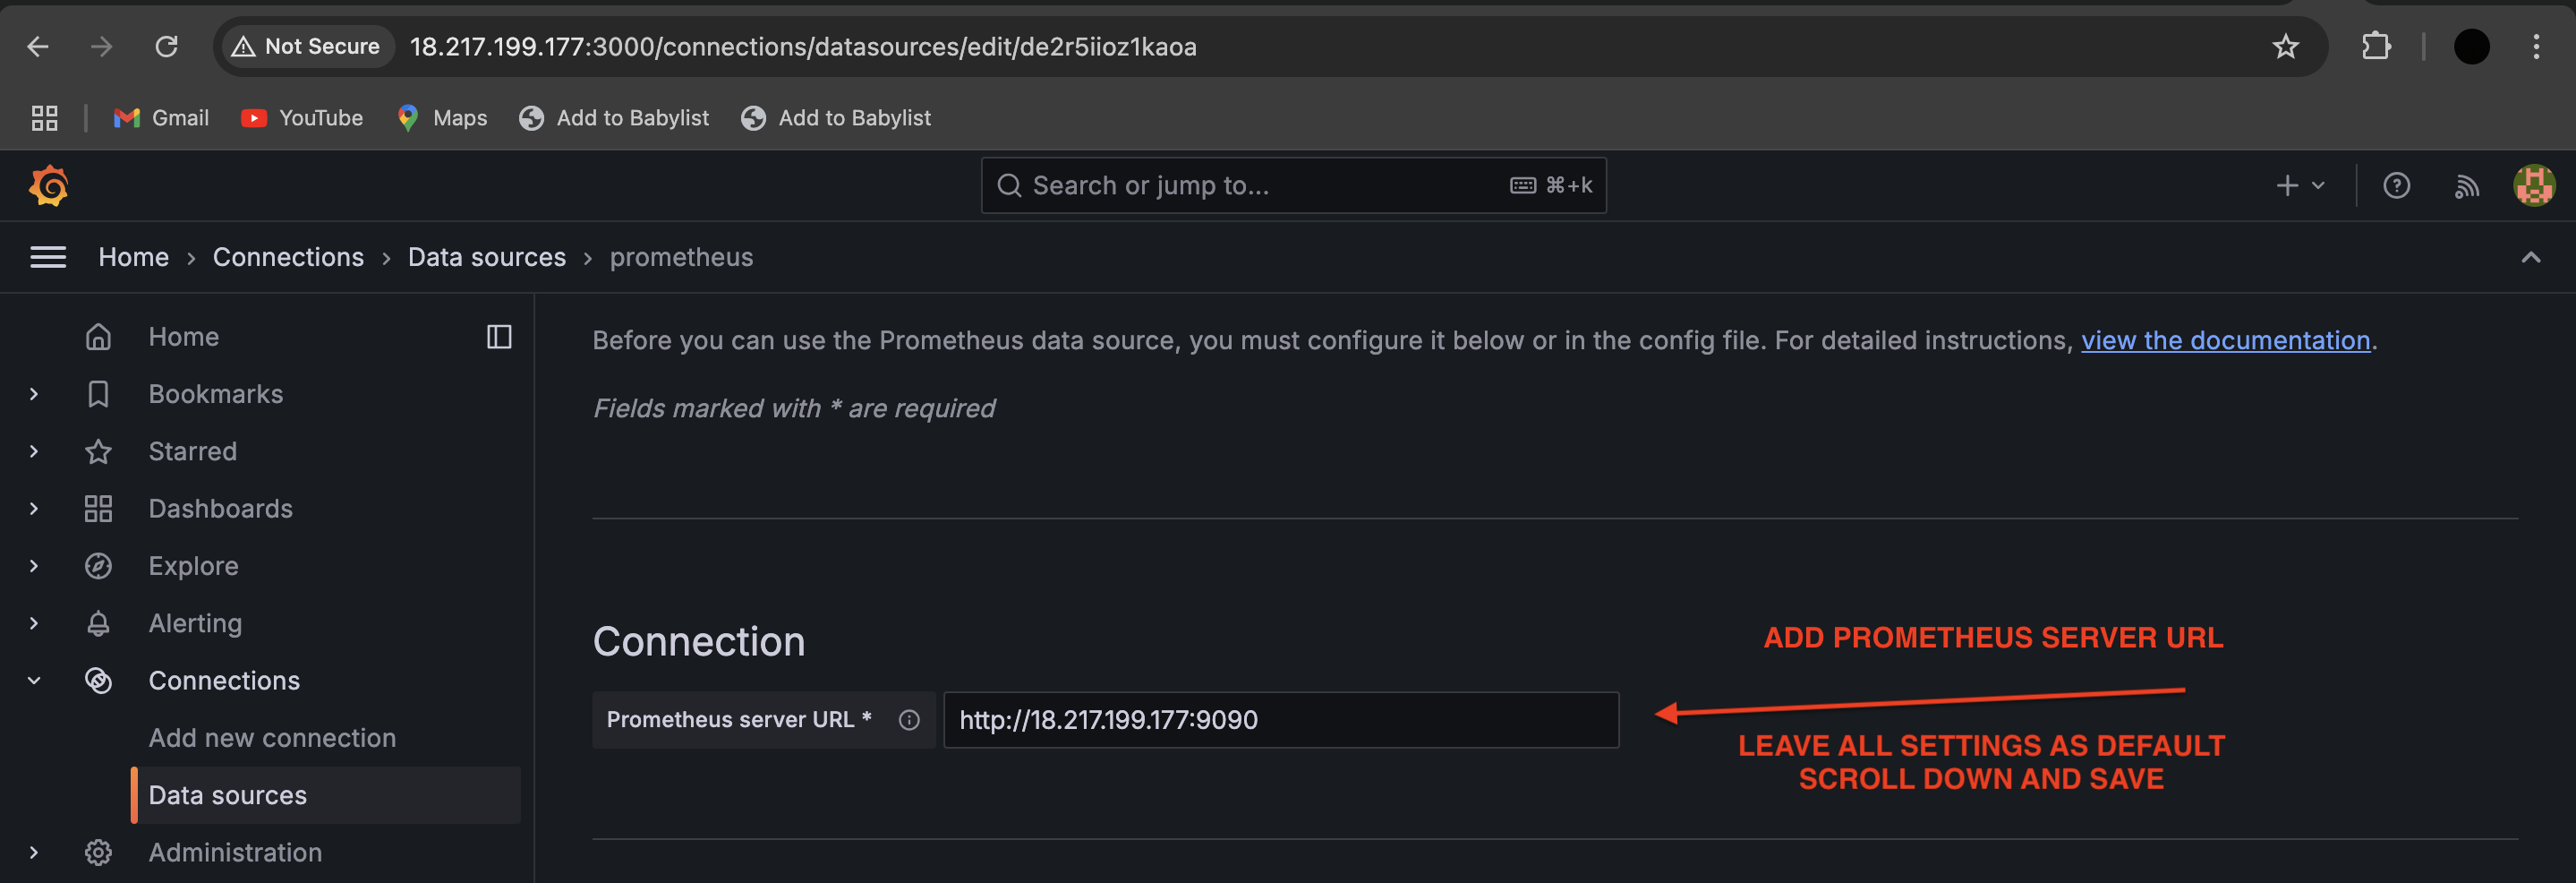 Not Secure 18.217.199.177:3000/connections/datasources/edit/de2r5iioz1kaoa
Gmail YouTube Maps Add to Babylist Add to Babylist
Search or jump to... ⌘+k
Home › Connections › Data sources › prometheus
Home
Bookmarks
Starred
Dashboards
Explore
Alerting
Connections
Add new connection
Data sources
Administration
Before you can use the Prometheus data source, you must configure it below or in the config file. For detailed instructions, view the documentation.
Fields marked with * are required
Connection
Prometheus server URL * http://18.217.199.177:9090
ADD PROMETHEUS SERVER URL
LEAVE ALL SETTINGS AS DEFAULT
SCROLL DOWN AND SAVE